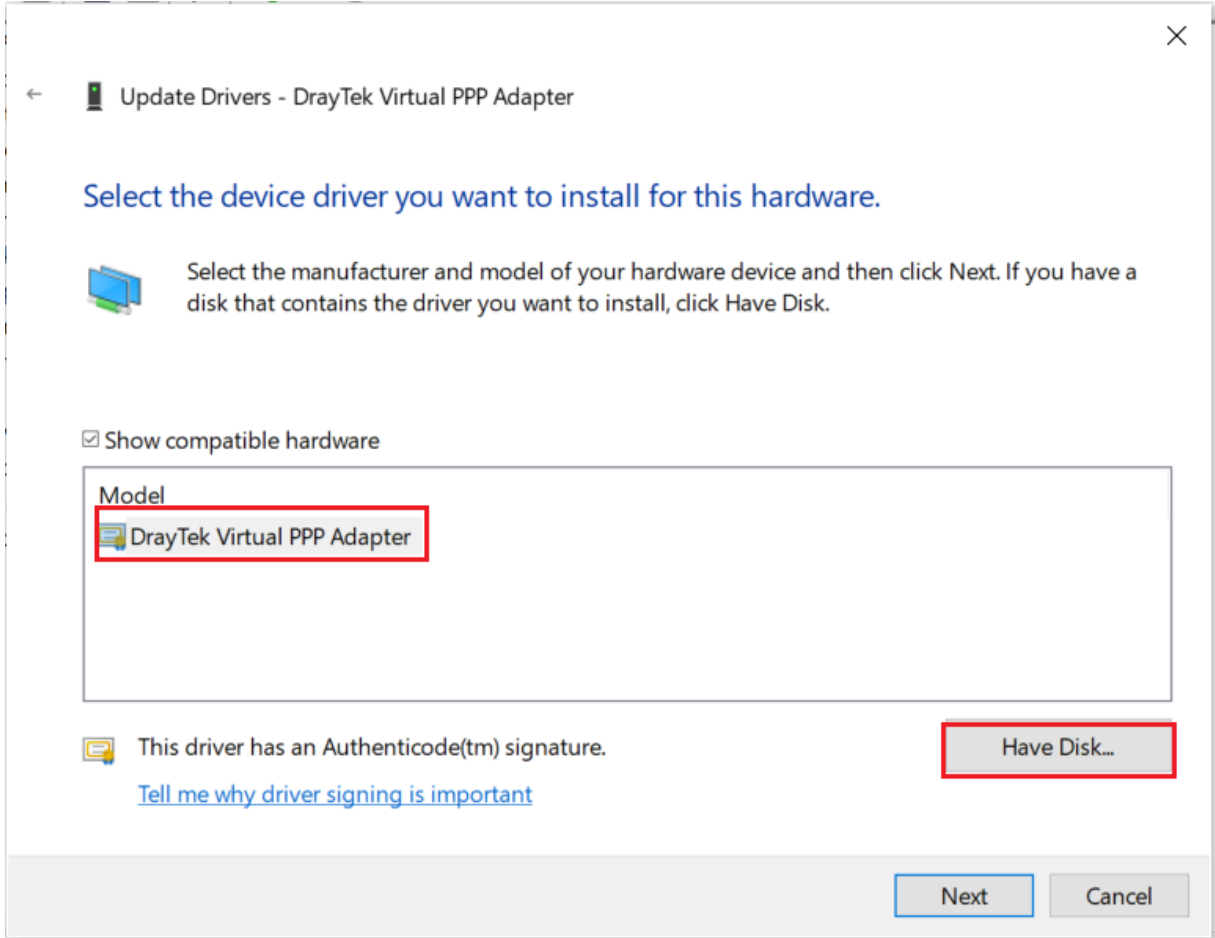 Update Drivers - DrayTek Virtual PPP Adapter
Select the device driver you want to install for this hardware.
Select the manufacturer and model of your hardware device and then click Next. If you have a
disk that contains the driver you want to install, click Have Disk.
Show compatible hardware
Model
DrayTek Virtual PPP Adapter
This driver has an Authenticode(tm) signature.
Have Disk...
Tell me why driver signing is important
Next
Cancel